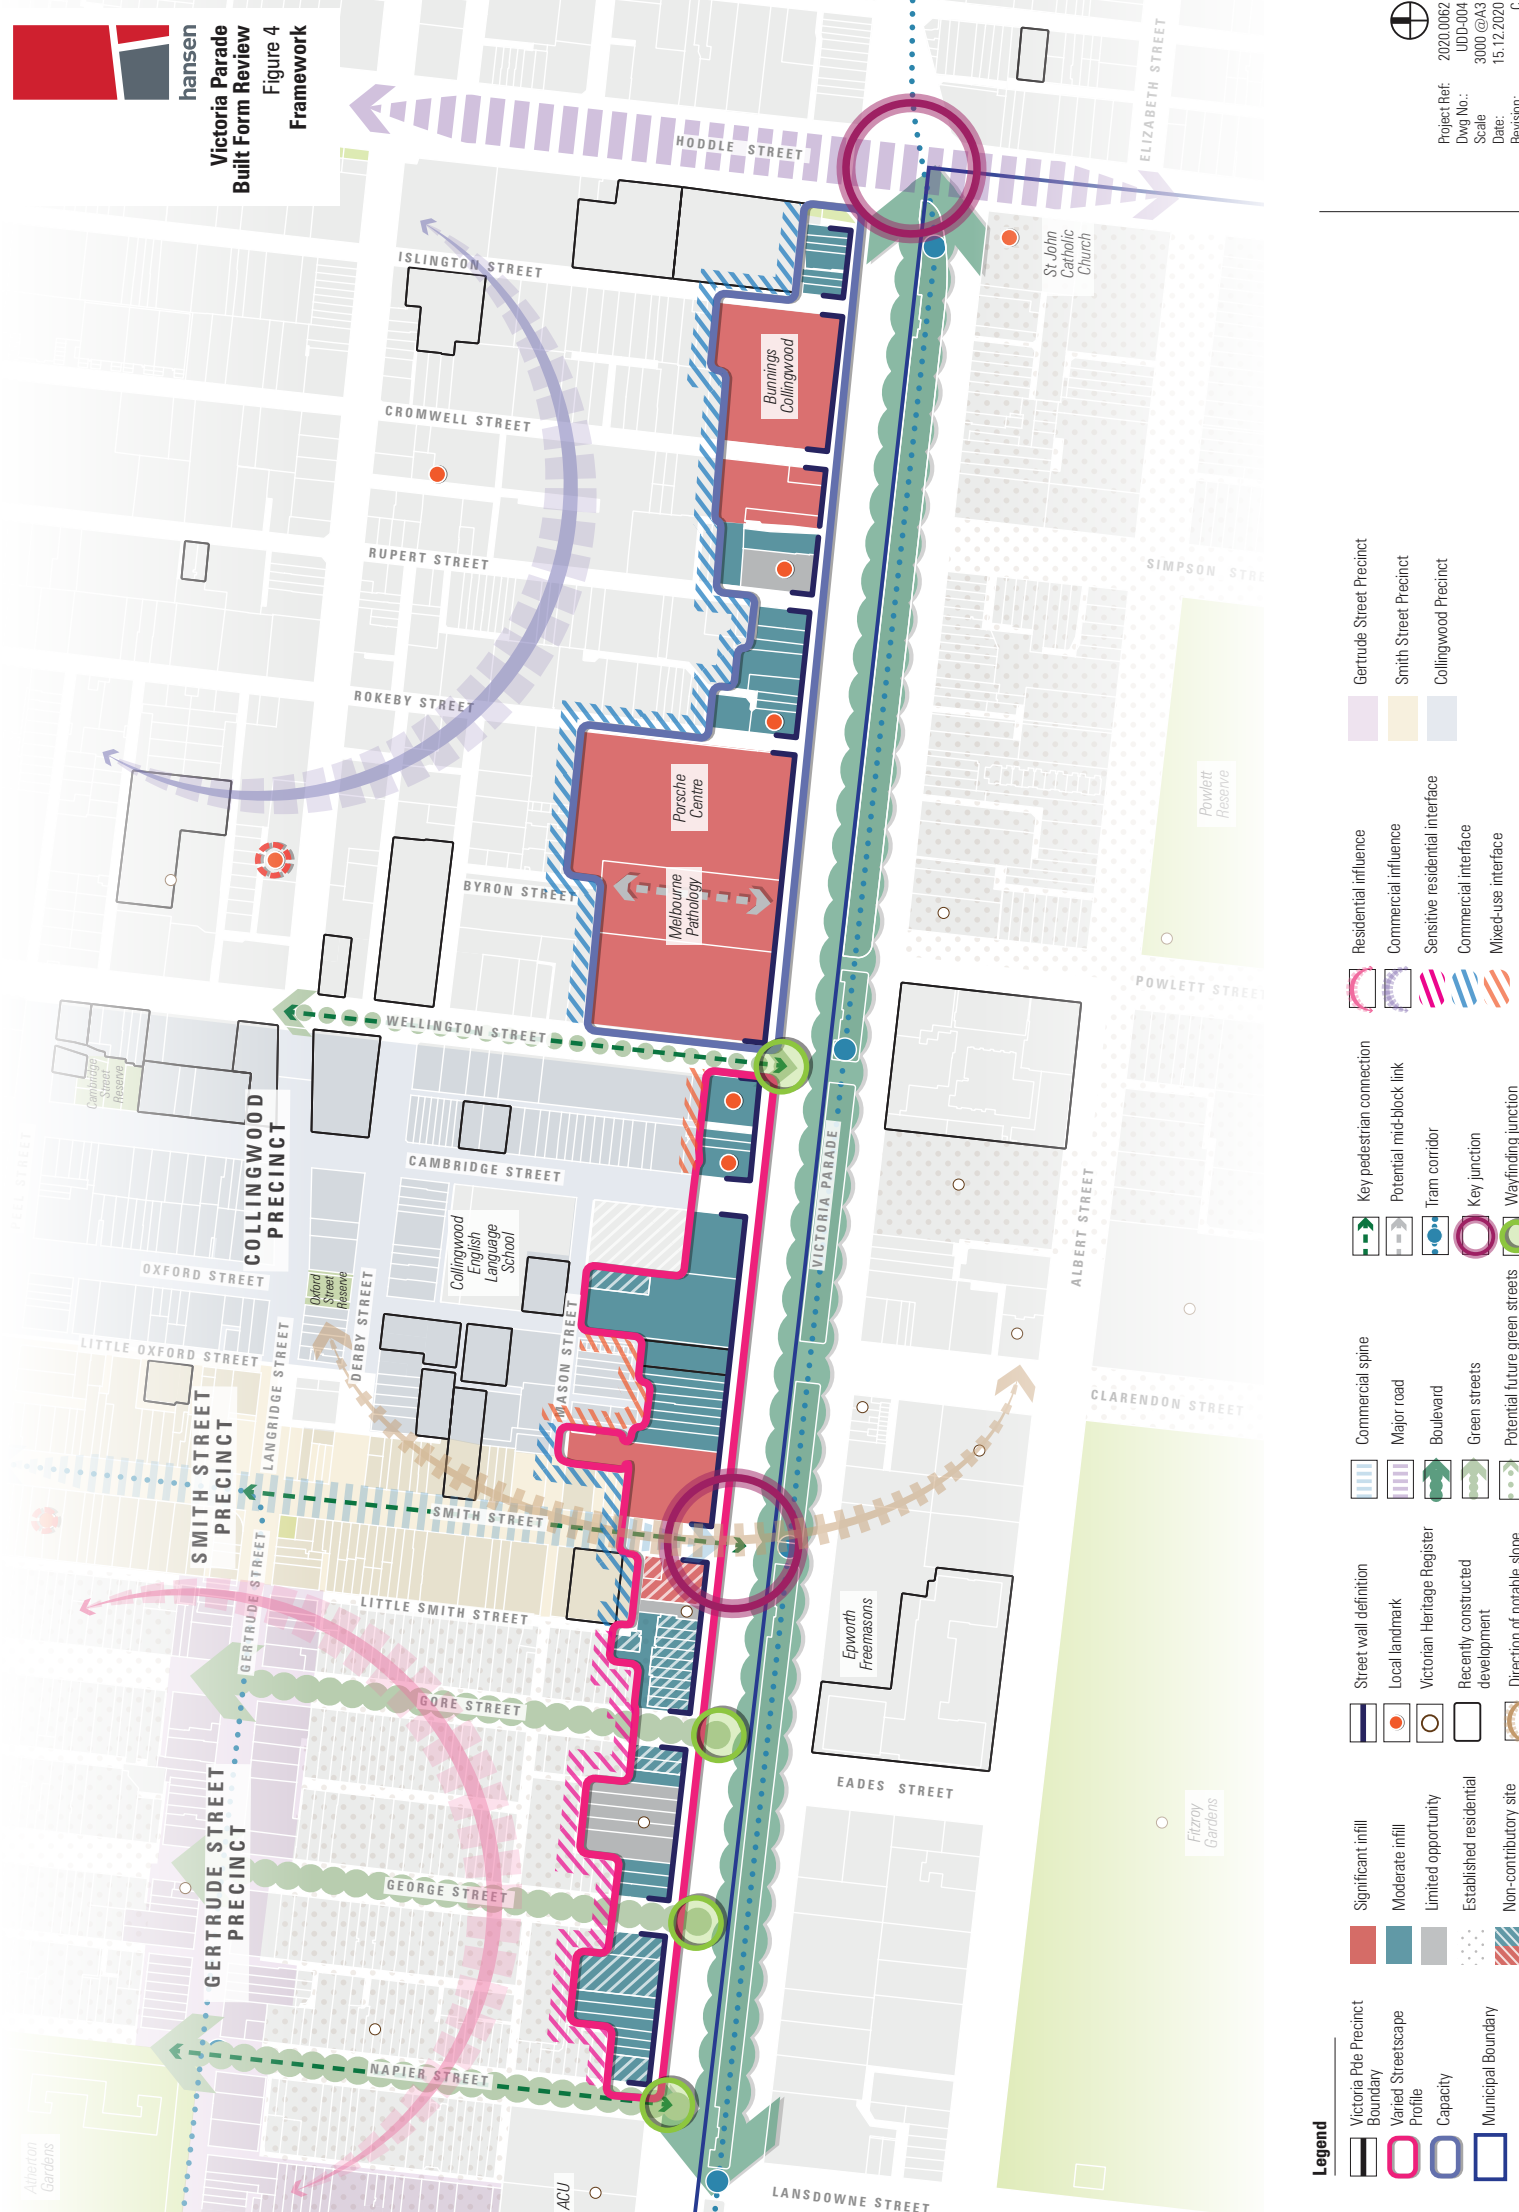 hansen
Victoria Parade
Built Form Review
Figure 4
Framework
Project Ref: 2020.0062
Dwg No.: UDD-004
Scale 3000 @A3
Date: 15.12.2020
Revision:
HODDLE STREET
ELIZABETH STREET
ISLINGTON STREET
CROMWELL STREET
RUPERT STREET
ROKEBY STREET
BYRON STREET
WELLINGTON STREET
CAMBRIDGE STREET
OXFORD STREET
LITTLE OXFORD STREET
LANGRIDGE STREET
DERBY STREET
MASON STREET
SMITH STREET
LITTLE SMITH STREET
GERTRUDE STREET
GORE STREET
GEORGE STREET
NAPIER STREET
VICTORIA PARADE
ALBERT STREET
SIMPSON STRE
POWLETT STREET
CLARENDON STREET
EADES STREET
LANSDOWNE STREET
COLLINGWOOD
PRECINCT
SMITH STREET
PRECINCT
GERTRUDE STREET
PRECINCT
St John
Catholic
Church
Bunnings
Collingwood
Porsche
Centre
Melbourne
Pathology
Cambridge
Street
Reserve
Oxford
Street
Reserve
Collingwood
English
Language
School
Powlett
Reserve
Epworth
Freemasons
Fitzroy
Gardens
Atherton
Gardens
ACU
Legend
Victoria Pde Precinct
Boundary
Varied Streetscape
Profile
Capacity
Municipal Boundary
Significant infill
Moderate infill
Limited opportunity
Established residential
Non-contributory site
Street wall definition
Local landmark
Victorian Heritage Register
Recently constructed
development
Direction of notable slope
Commercial spine
Major road
Boulevard
Green streets
Potential future green streets
Key pedestrian connection
Potential mid-block link
Tram corridor
Key junction
Wayfinding junction
Residential influence
Commercial influence
Sensitive residential interface
Commercial interface
Mixed-use interface
Gertrude Street Precinct
Smith Street Precinct
Collingwood Precinct